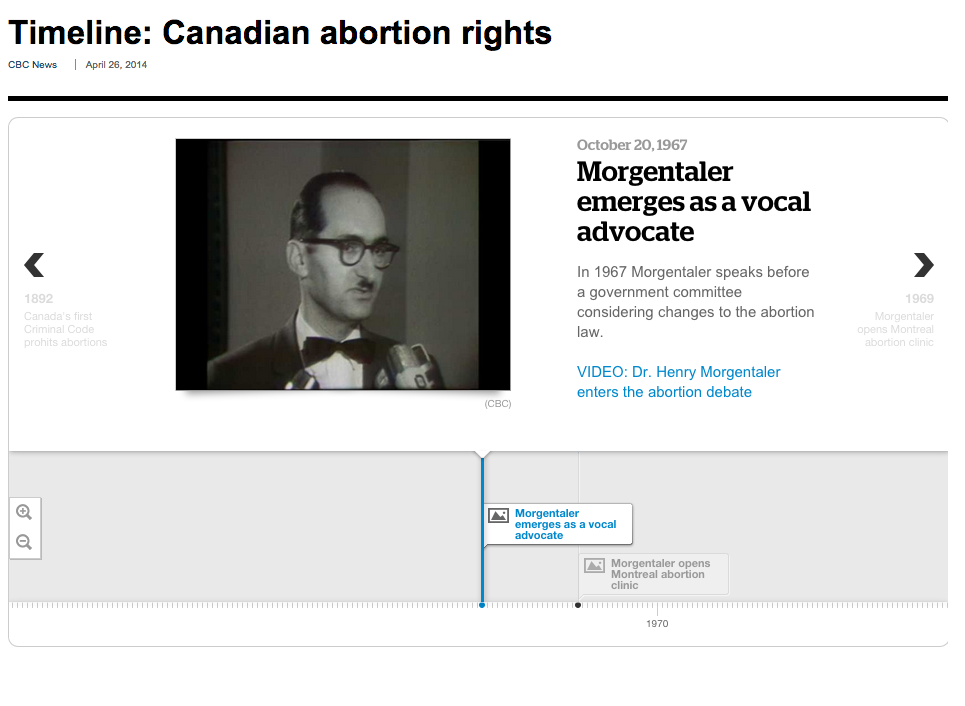 Timeline: Canadian abortion rights
CBC News | April 26, 2014
October 20, 1967
Morgentaler
emerges as a vocal
advocate
In 1967 Morgentaler speaks before
a government committee
considering changes to the abortion
law.
VIDEO: Dr. Henry Morgentaler
enters the abortion debate
(CBC)
1892
Canada's first
Criminal Code
prohits abortions
1969
Morgentaler
opens Montreal
abortion clinic
Morgentaler
emerges as a vocal
advocate
Morgentaler opens
Montreal abortion
clinic
1970